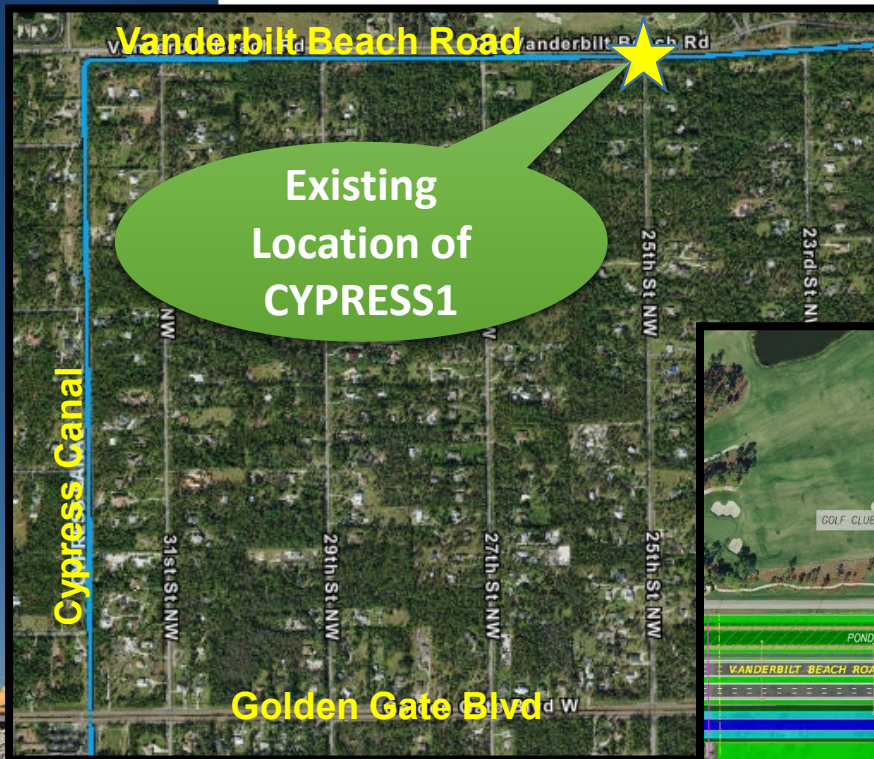 Vanderbilt Beach Road
Vanderbilt Beach Rd
Existing
Location of
CYPRESS1
25th St NW
23rd St NW
NW
Cypress Canal
31st St NW
29th St NW
27th St NW
25th St NW
Golden Gate Blvd
W
GOLF CLUB
POND
VANDERBILT BEACH ROA